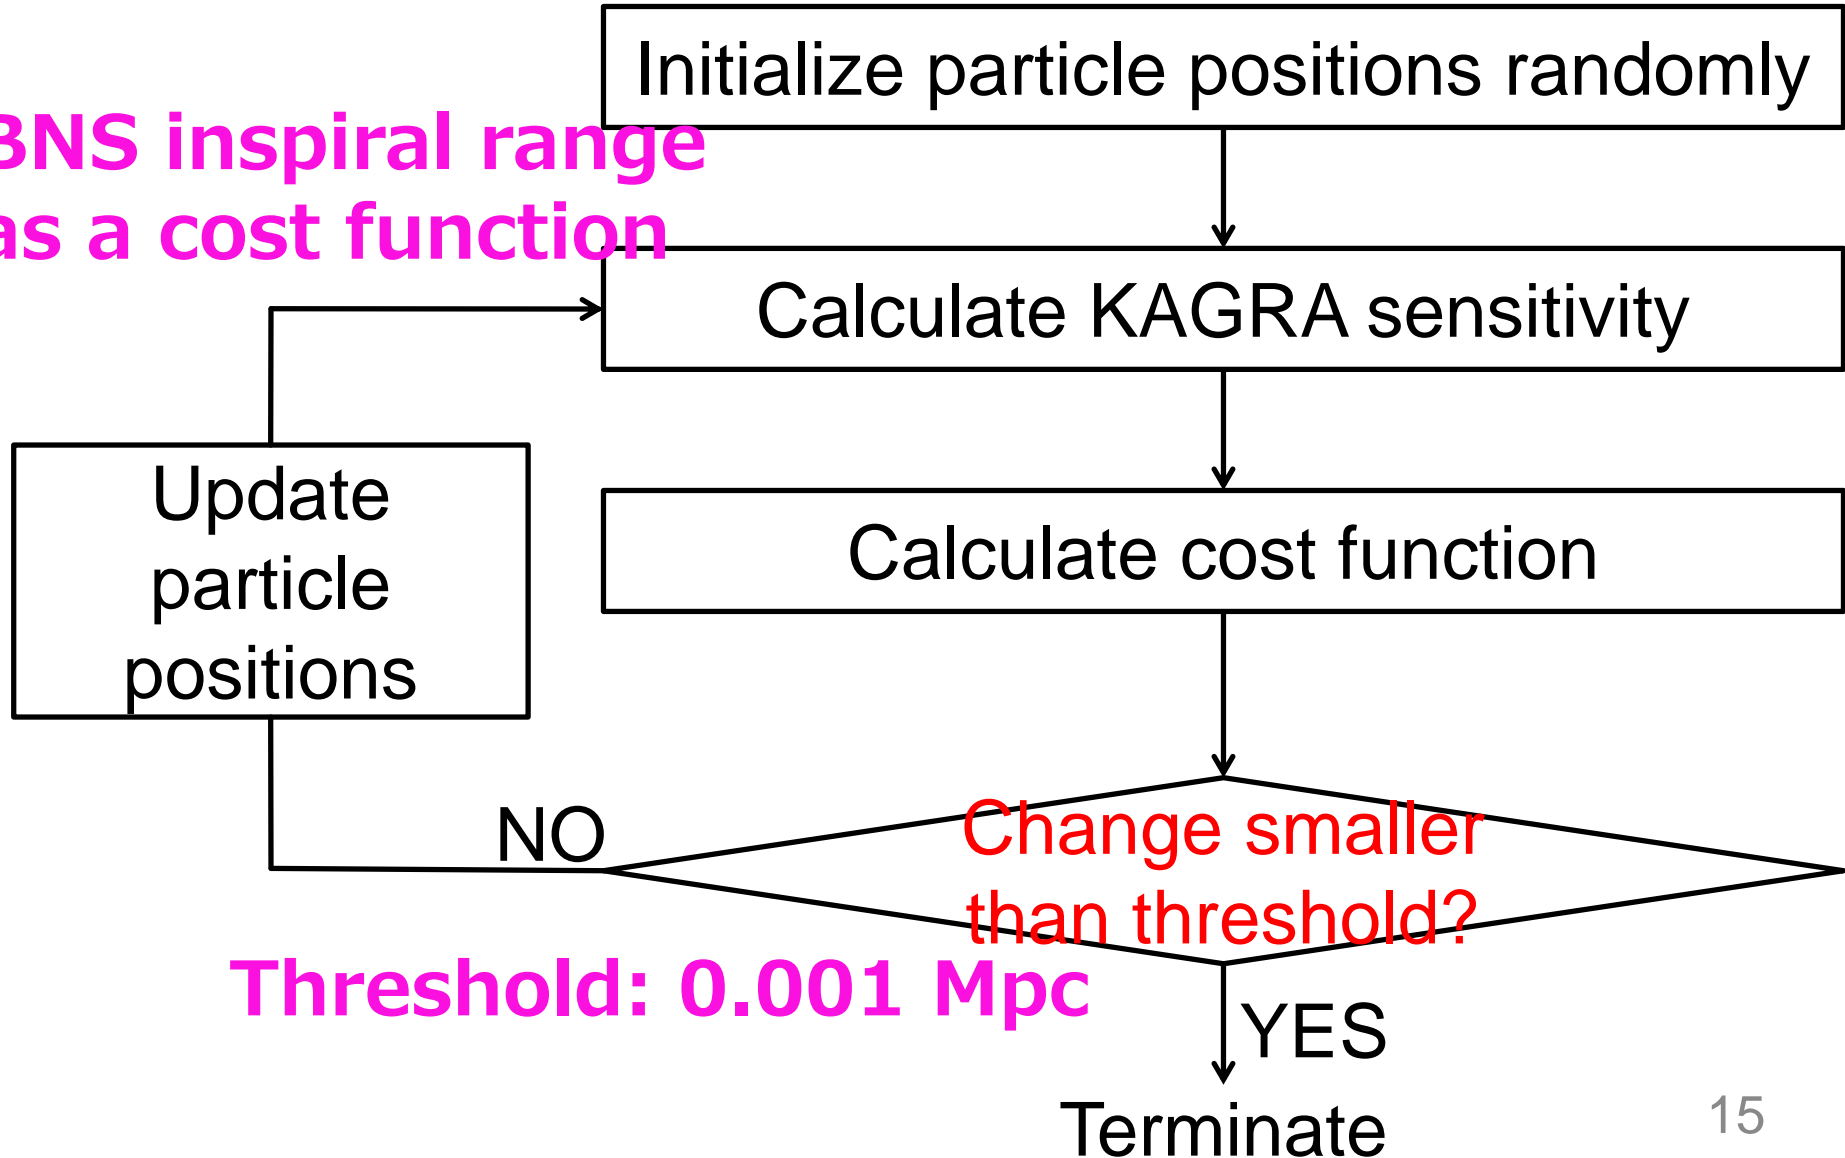 Initialize particle positions randomly
BNS inspiral range
as a cost function
Calculate KAGRA sensitivity
Update
particle
positions
Calculate cost function
NO
Change smaller
than threshold?
Threshold: 0.001 Mpc
YES
Terminate
15